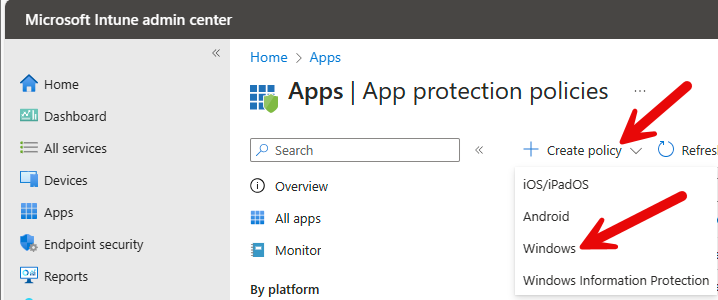 Microsoft Intune admin center
Home
Dashboard
All services
Devices
Apps
Endpoint security
Reports
Home > Apps
Apps | App protection policies
Search
Create policy
Refresh
Overview
All apps
Monitor
By platform
iOS/iPadOS
Android
Windows
Windows Information Protection